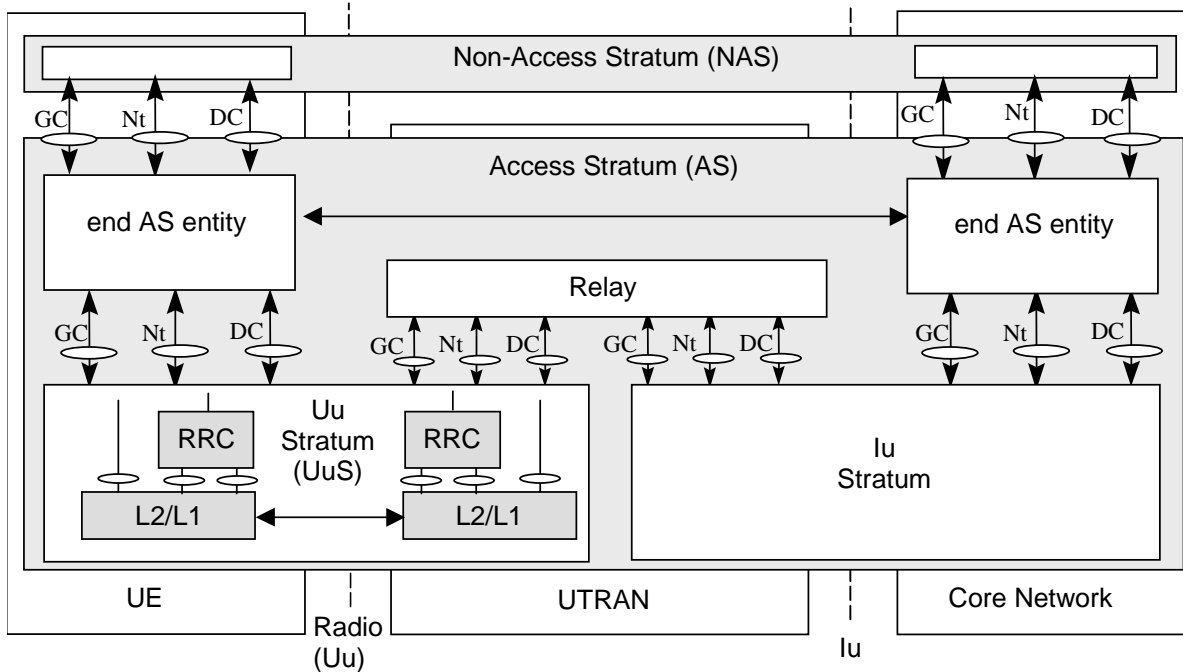 Non-Access Stratum (NAS)
GC Nt DC GC Nt DC
Access Stratum (AS)
end AS entity end AS entity
Relay
GC Nt DC GC Nt DC GC Nt DC GC Nt DC
Uu
Stratum
(UuS)
RRC RRC
L2/L1 L2/L1
Iu
Stratum
UE UTRAN Core Network
Radio
(Uu)
Iu